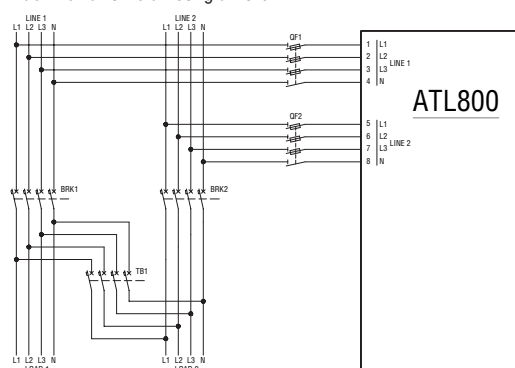 LINE 1
L1 L2 L3 N
LINE 2
L1 L2 L3 N
QF1
1 L1
2 L2
3 L3
4 N
LINE 1
ATL800
QF2
5 L1
6 L2
7 L3
8 N
LINE 2
BRK1
BRK2
TB1
L1 L2 L3 N
L1 L2 L3 N